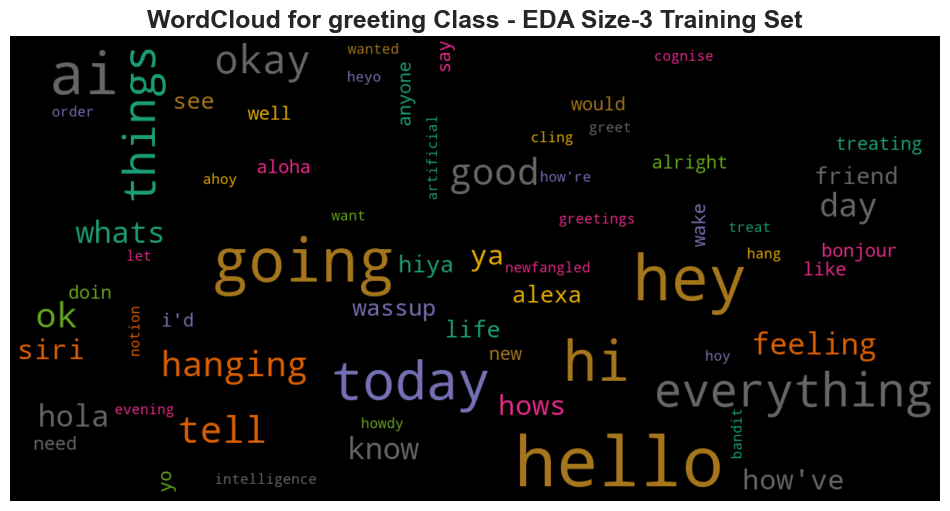 WordCloud for greeting Class - EDA Size-3 Training Set
wanted
say
cognise
okay
ai
things
heyo
anyone
see
order
well
would
greet
cling
artificial
treating
alright
good
aloha
how're
ahoy
friend
day
want
greetings
wake
treat
whats
let
going
hiya
ya
newfangled
hey
hang
bonjour
like
doin
alexa
ok
i'd
wassup
life
notion
siri
hanging
new
hi
hoy
feeling
today
everything
hows
hola
evening
tell
howdy
know
need
hello
bandit
yo
intelligence
how've